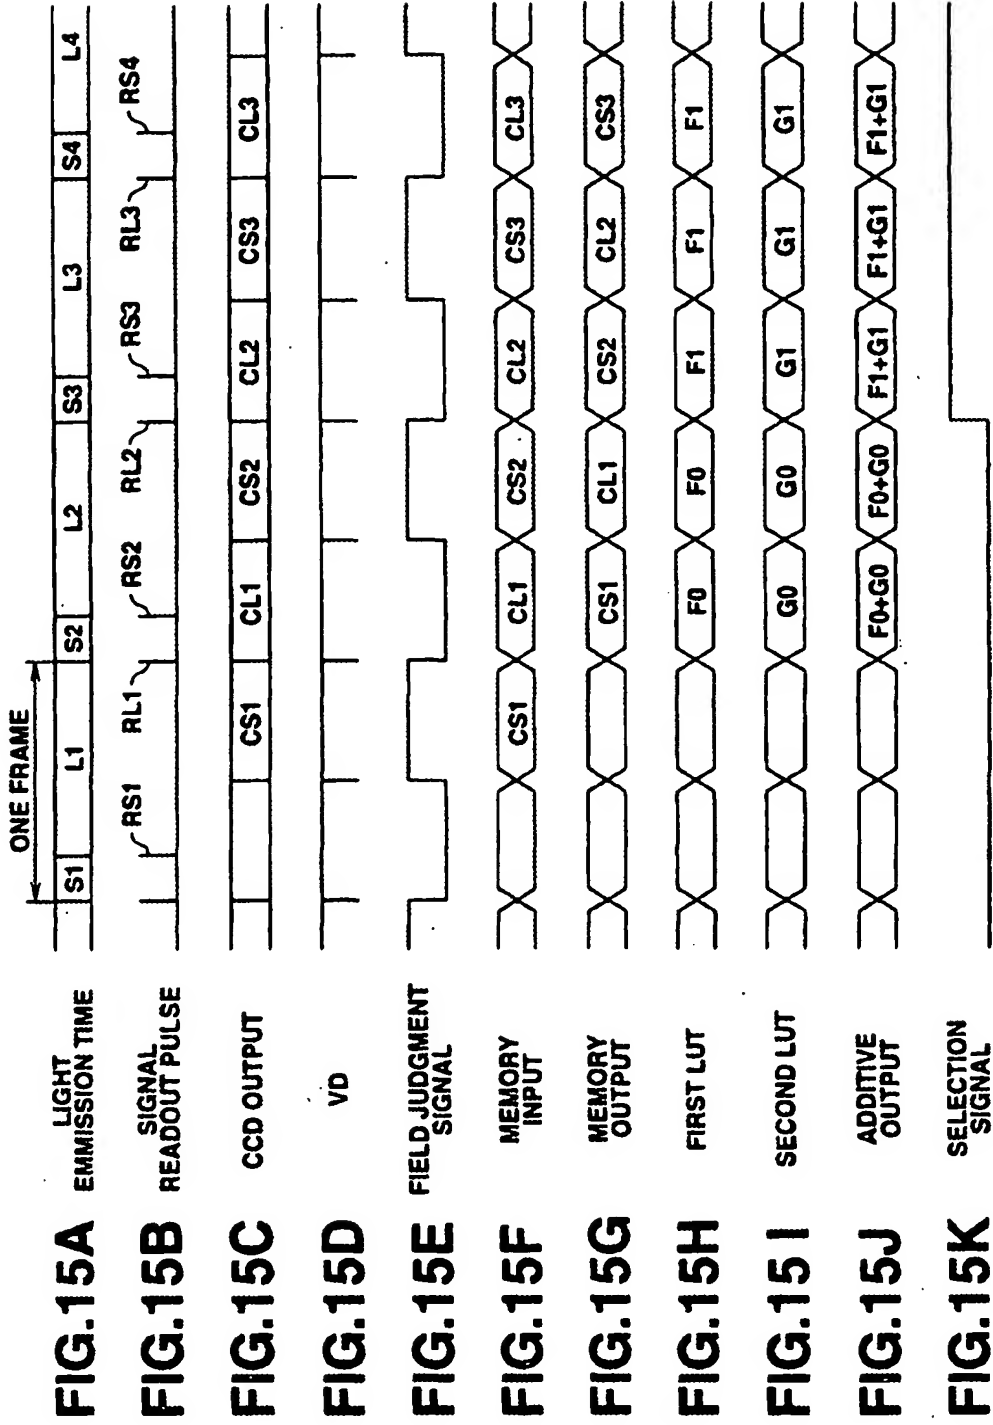 ONE FRAME
FIG.15A
LIGHT
EMMISSION TIME
S1 L1 S2 L2 S3 L3 S4 L4
FIG.15B
SIGNAL
READOUT PULSE
RS1 RL1 RS2 RL2 RS3 RL3 RS4
FIG.15C
CCD OUTPUT
CS1 CL1 CS2 CL2 CS3 CL3
FIG.15D
VD
FIG.15E
FIELD JUDGMENT
SIGNAL
FIG.15F
MEMORY
INPUT
CS1 CL1 CS2 CL2 CS3 CL3
FIG.15G
MEMORY
OUTPUT
CS1 CL1 CS2 CL2 CS3
FIG.15H
FIRST LUT
F0 F0 F1 F1 F1
FIG.15I
SECOND LUT
G0 G0 G1 G1 G1
FIG.15J
ADDITIVE
OUTPUT
F0+G0 F0+G0 F1+G1 F1+G1 F1+G1
FIG.15K
SELECTION
SIGNAL